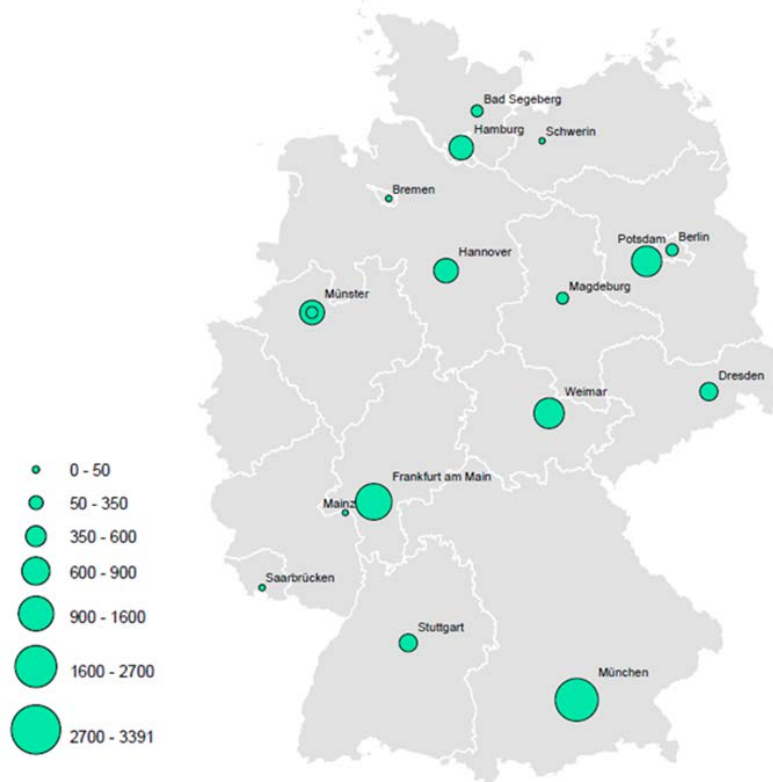 Bad Segeberg
Hamburg
Schwerin
Bremen
Potsdam
Berlin
Hannover
Magdeburg
Münster
Dresden
Weimar
Frankfurt am Main
Mainz
Saarbrücken
Stuttgart
München
0 - 50
50 - 350
350 - 600
600 - 900
900 - 1600
1600 - 2700
2700 - 3391